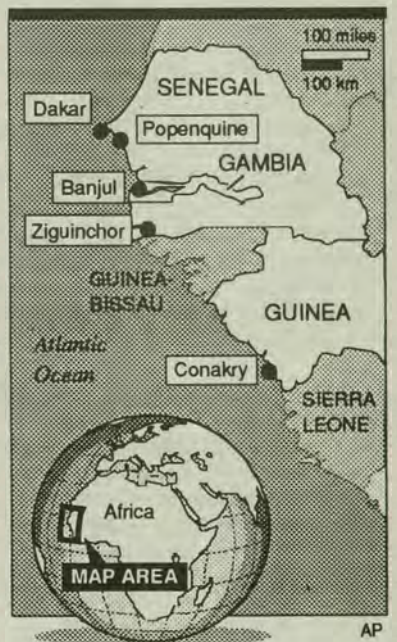 100 miles
100 km
SENEGAL
Dakar
Popenquine
GAMBIA
Banjul
Ziguinchor
GUINEA-
BISSAU
GUINEA
Atlantic
Ocean
Conakry
SIERRA
LEONE
Africa
MAP AREA
AP